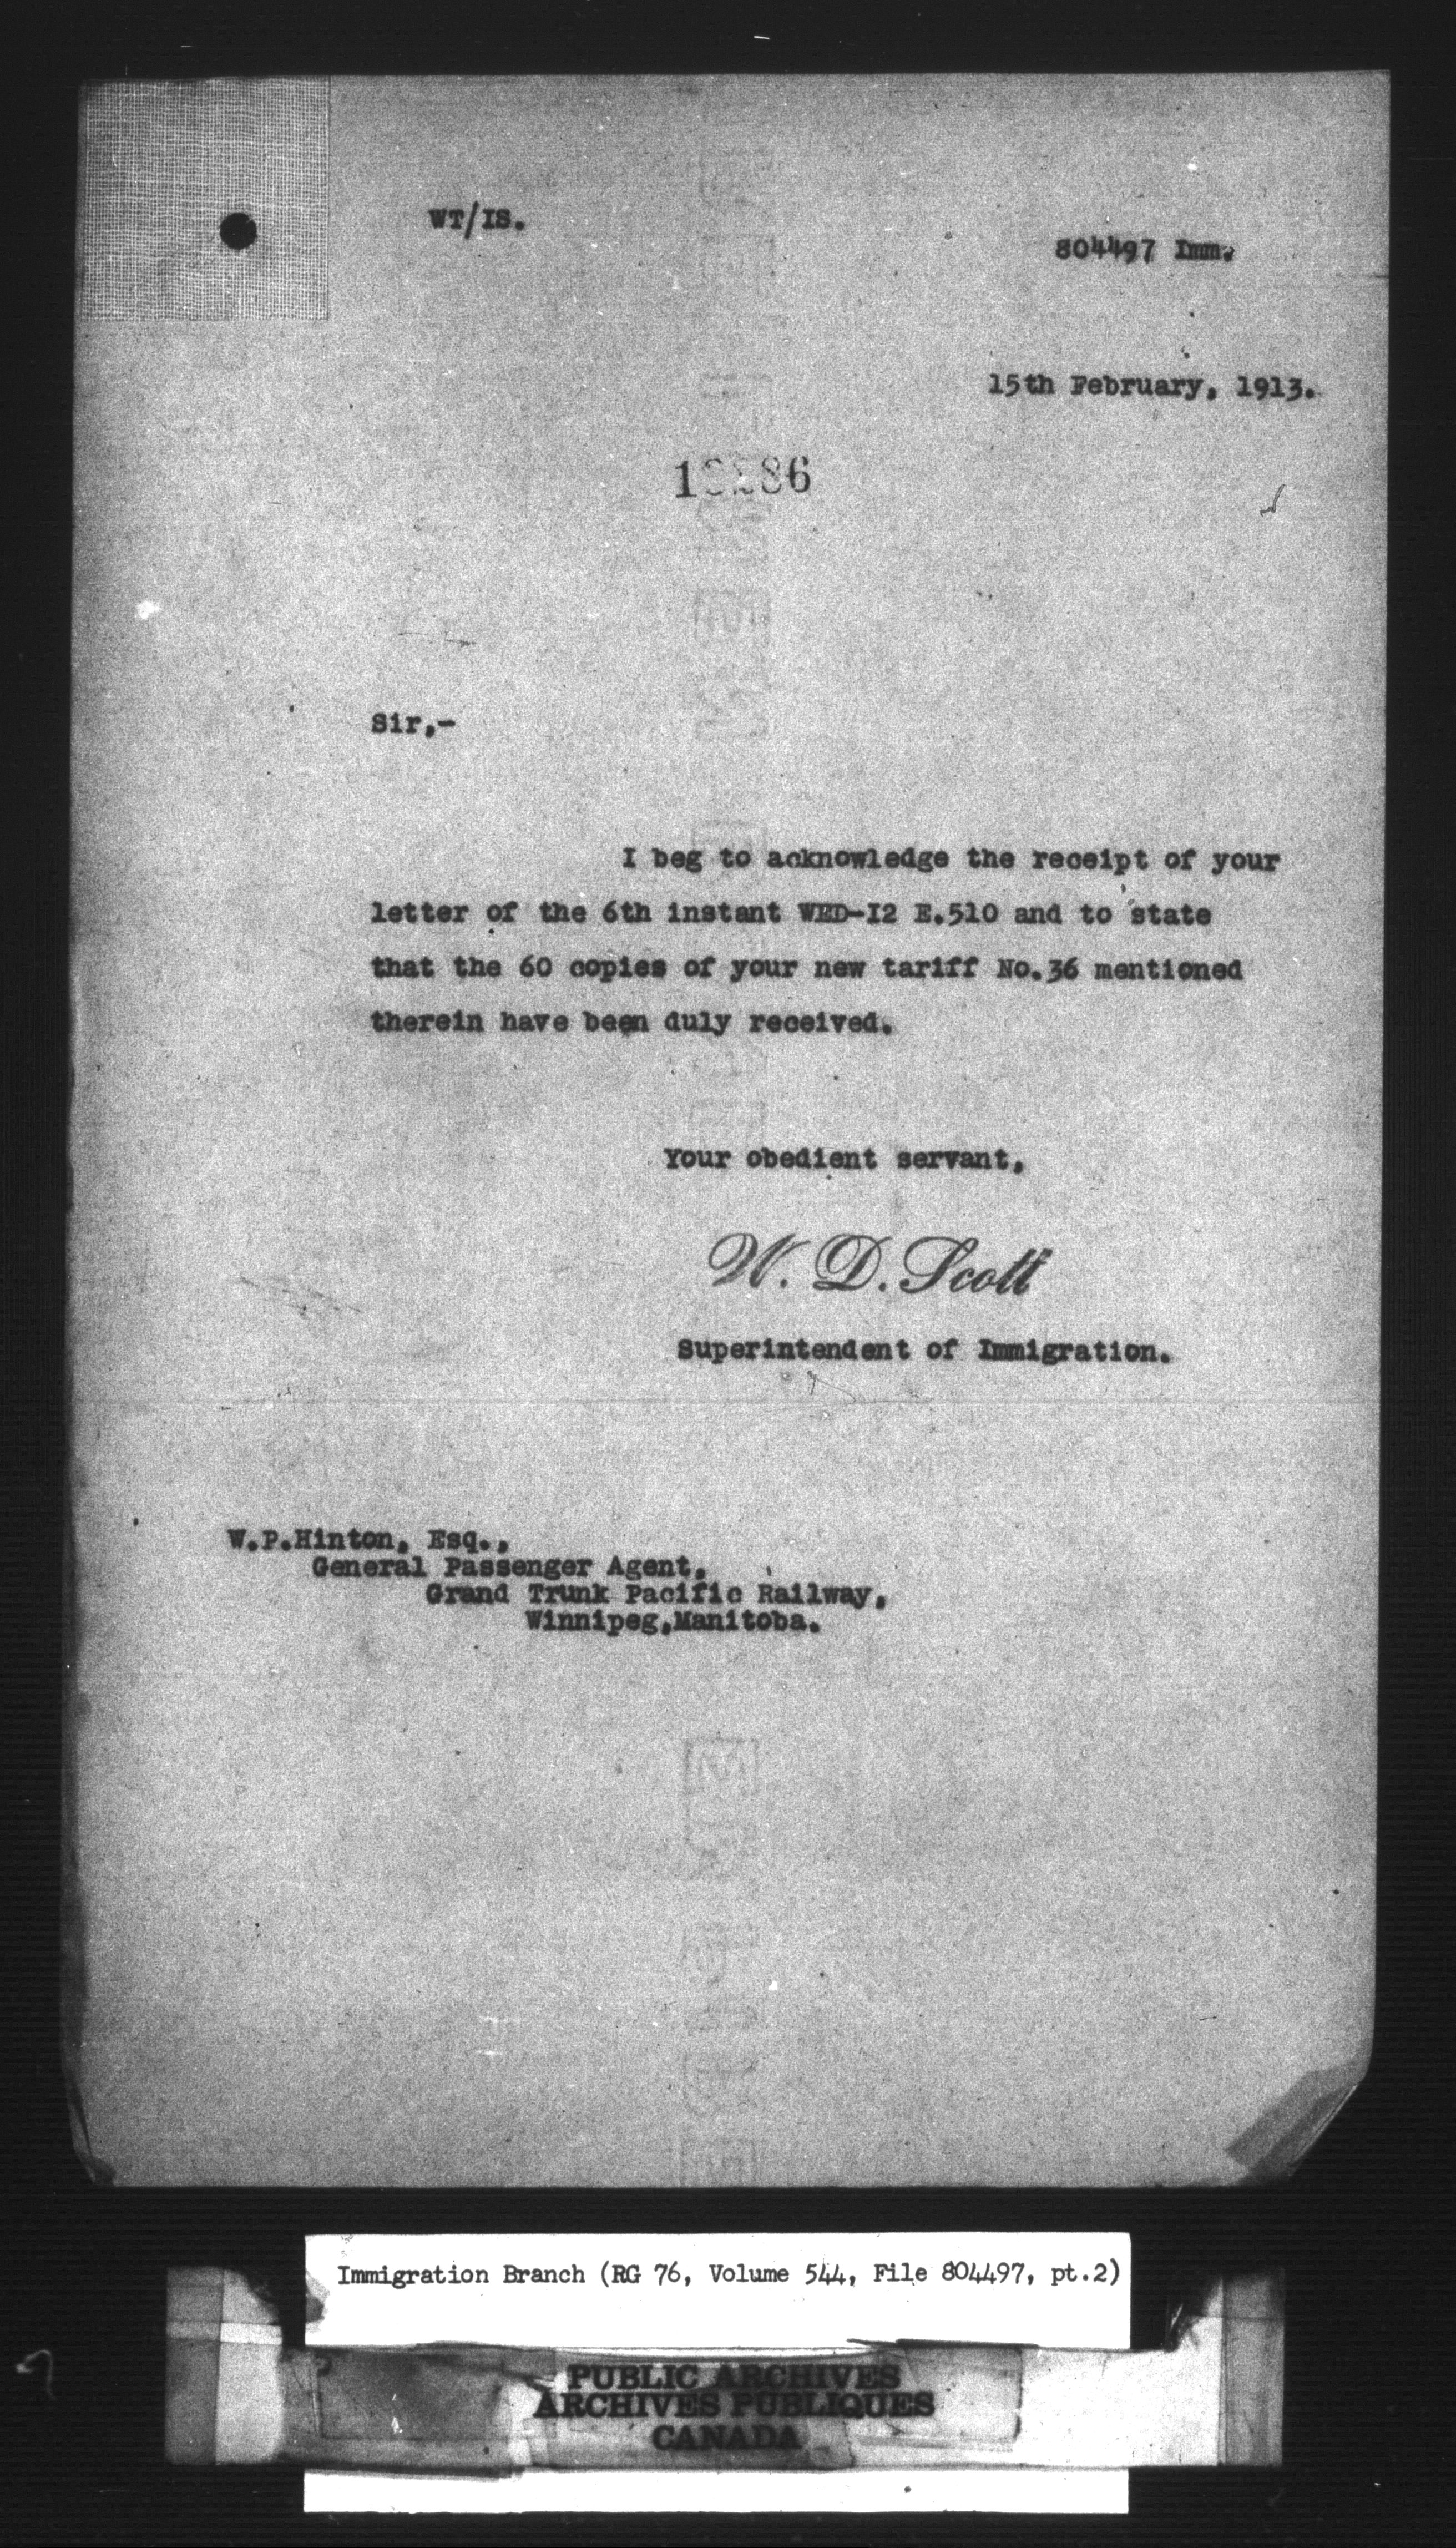 WT/IS.
804497 Imm.
15th February, 1913.
Sir,-
I beg to acknowledge the receipt of your
letter of the 6th instant WED-I2 E.510 and to state
that the 60 copies of your new tariff No.36 mentioned
therein have been duly received.
Your obedient servant,
W. D. Scott
Superintendent of Immigration.
W.P.Hinton, Esq.,
General Passenger Agent,
Grand Trunk Pacific Railway,
Winnipeg,Manitoba.
Immigration Branch (RG 76, Volume 544, File 804497, pt.2)
PUBLIC ARCHIVES
ARCHIVES PUBLIQUES
CANADA